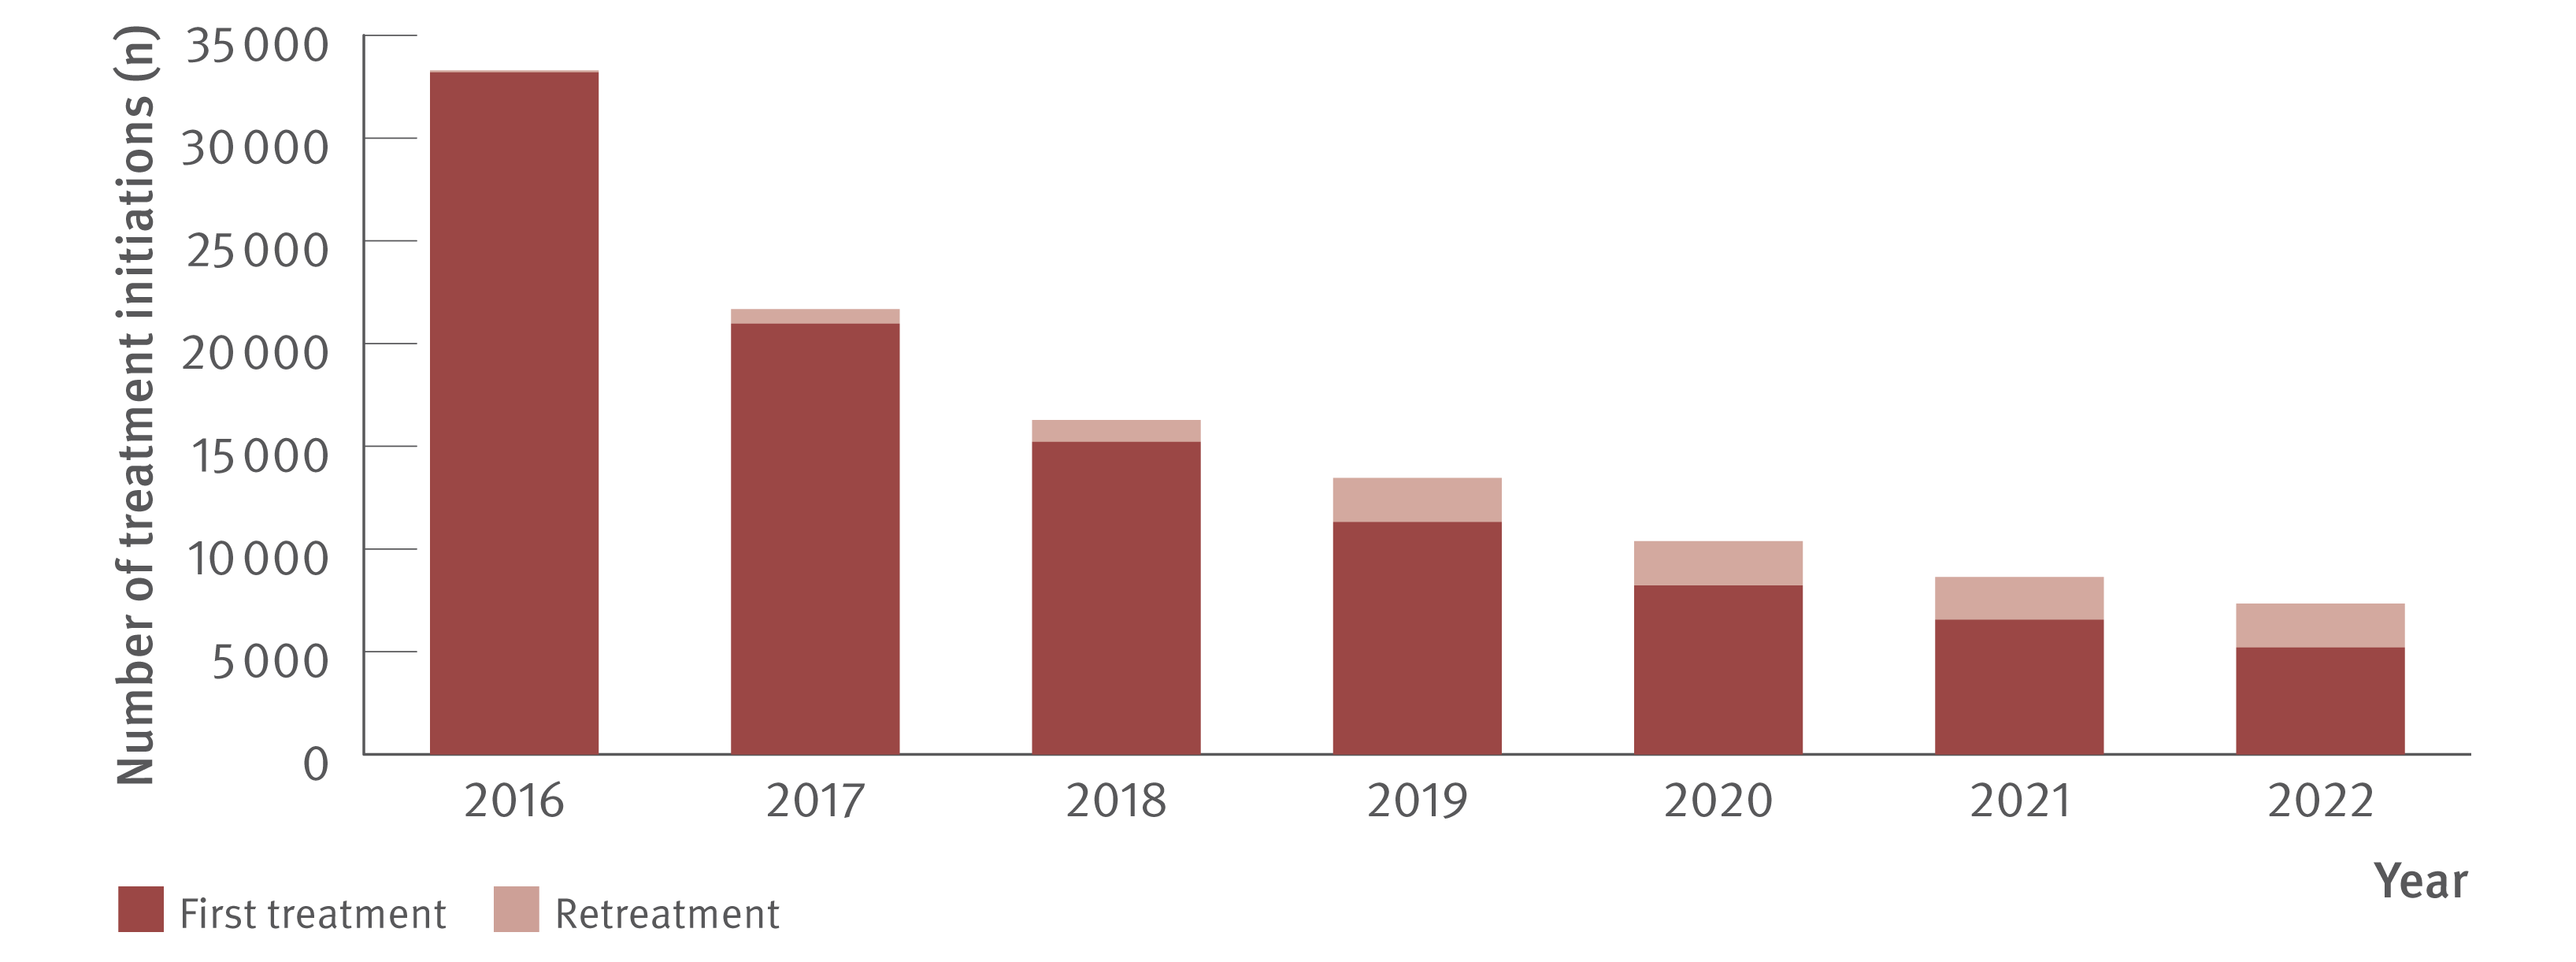 Number of treatment initiations (n)
35 000
30 000
25 000
20 000
15 000
10 000
5 000
0
2016 2017 2018 2019 2020 2021 2022
Year
First treatment Retreatment